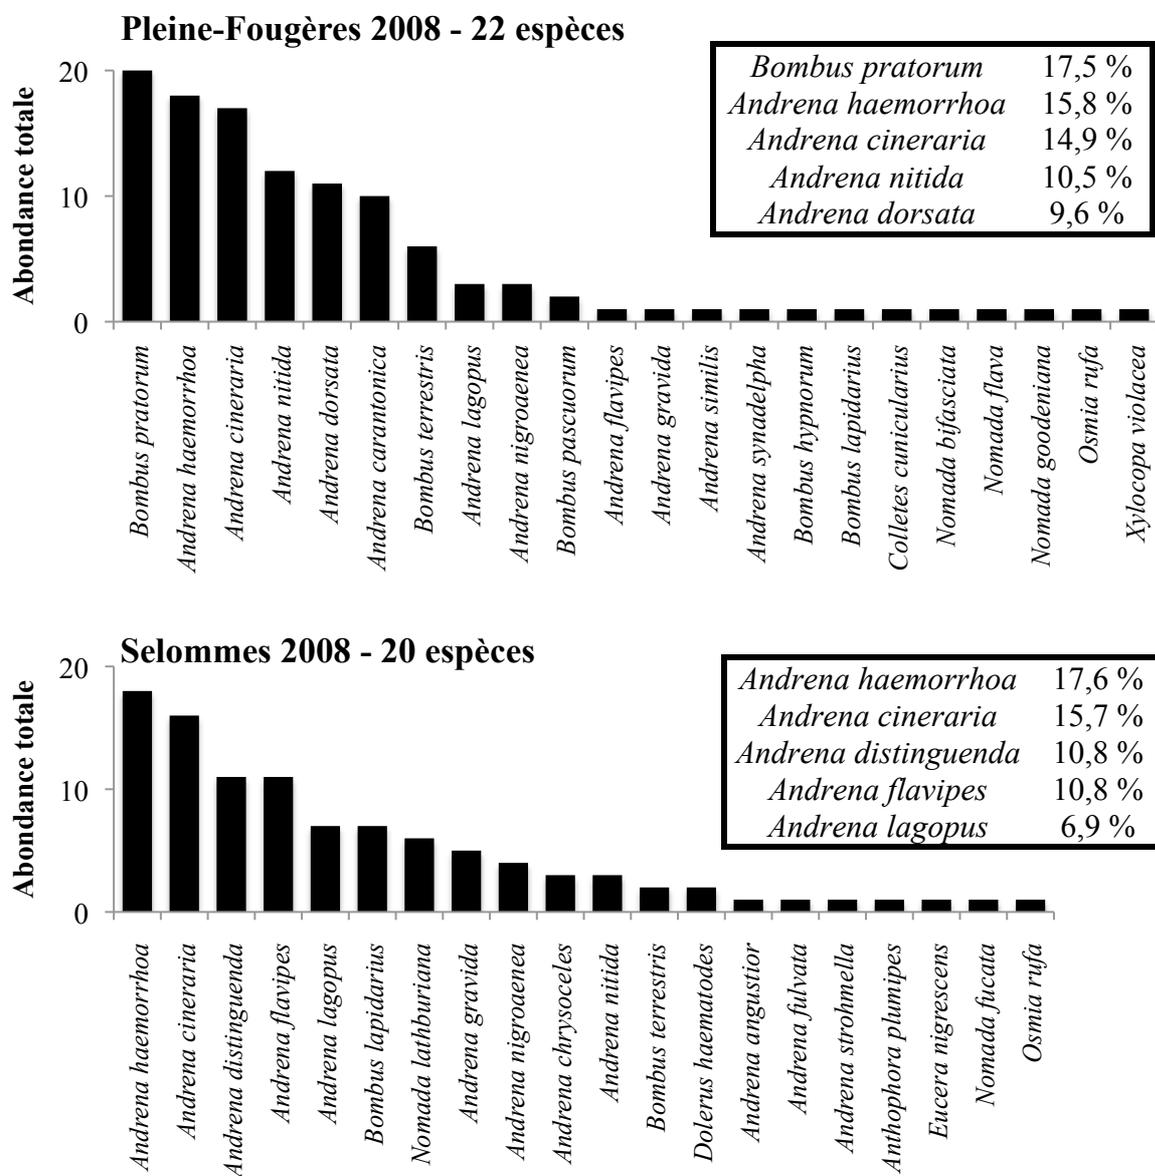 Pleine-Fougères 2008 - 22 espèces
Bombus pratorum 17,5 %
Andrena haemorrhoa 15,8 %
Andrena cineraria 14,9 %
Andrena nitida 10,5 %
Andrena dorsata 9,6 %
Abondance totale
20
10
0
Bombus pratorum
Andrena haemorrhoa
Andrena cineraria
Andrena nitida
Andrena dorsata
Andrena carantonica
Bombus terrestris
Andrena lagopus
Andrena nigroaenea
Bombus pascuorum
Andrena flavipes
Andrena gravida
Andrena similis
Andrena synadelpha
Bombus hypnorum
Bombus lapidarius
Colletes cunicularius
Nomada bifasciata
Nomada flava
Nomada goodeniana
Osmia rufa
Xylocopa violacea
Selommes 2008 - 20 espèces
Andrena haemorrhoa 17,6 %
Andrena cineraria 15,7 %
Andrena distinguenda 10,8 %
Andrena flavipes 10,8 %
Andrena lagopus 6,9 %
Abondance totale
20
10
0
Andrena haemorrhoa
Andrena cineraria
Andrena distinguenda
Andrena flavipes
Andrena lagopus
Bombus lapidarius
Nomada lathburiana
Andrena gravida
Andrena nigroaenea
Andrena chrysoceles
Andrena nitida
Bombus terrestris
Dolerus haematodes
Andrena angustior
Andrena fulvata
Andrena strohmella
Anthophora plumipes
Eucera nigrescens
Nomada fucata
Osmia rufa